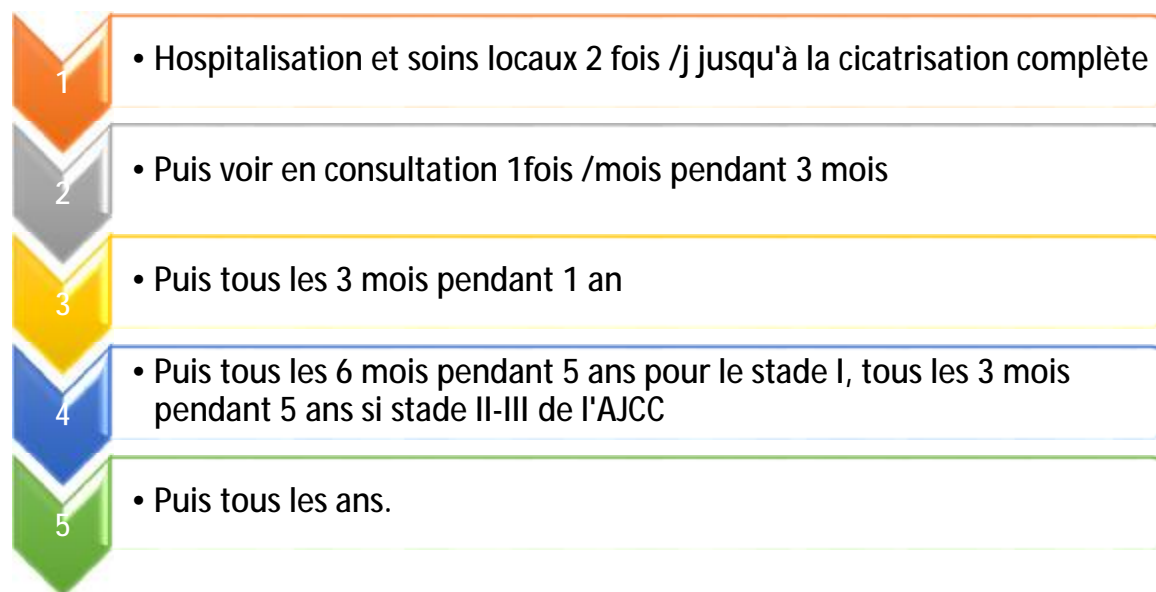 1
• Hospitalisation et soins locaux 2 fois /j jusqu'à la cicatrisation complète
2
• Puis voir en consultation 1fois /mois pendant 3 mois
3
• Puis tous les 3 mois pendant 1 an
4
• Puis tous les 6 mois pendant 5 ans pour le stade I, tous les 3 mois
pendant 5 ans si stade II-III de l'AJCC
5
• Puis tous les ans.